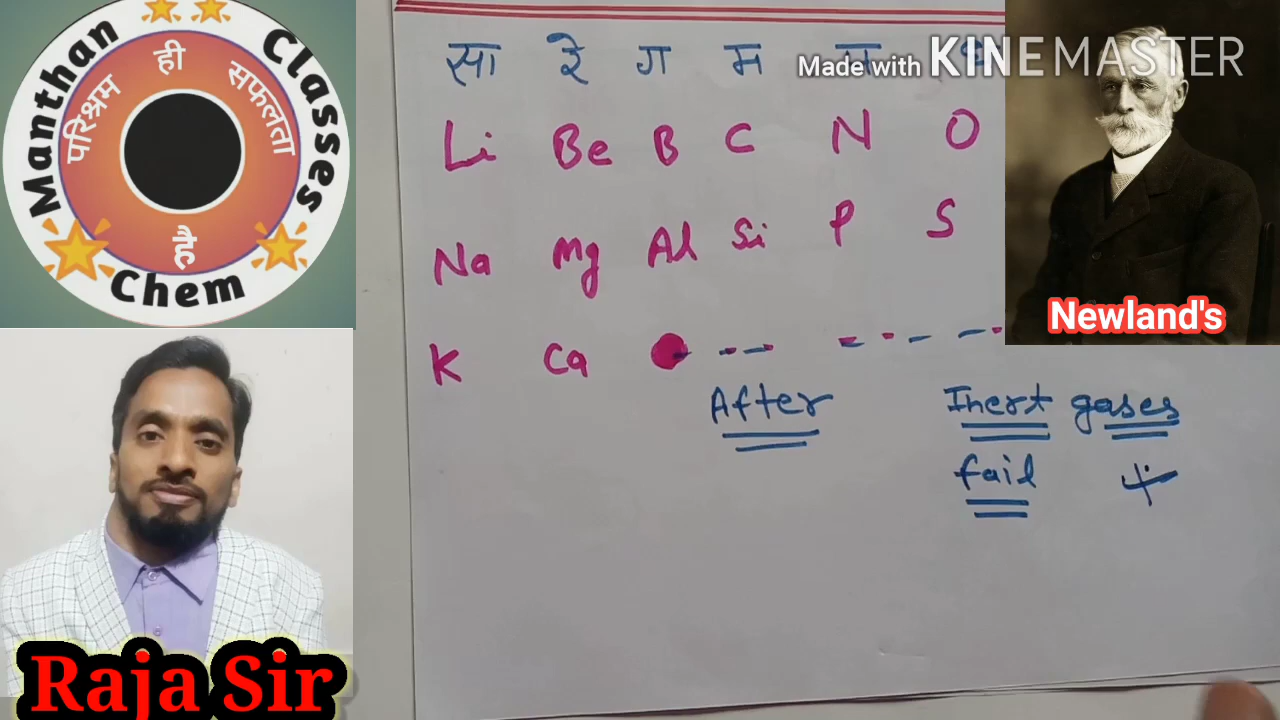 Manthan Classes
परिश्रम ही सफलता
है
Chem
सा रे ग म
Made with KINEMASTER
Li Be B C N O
Na Mg Al Si P S
Newland's
K Ca - - - - - - - -
After Inert gases
fail
Raja Sir